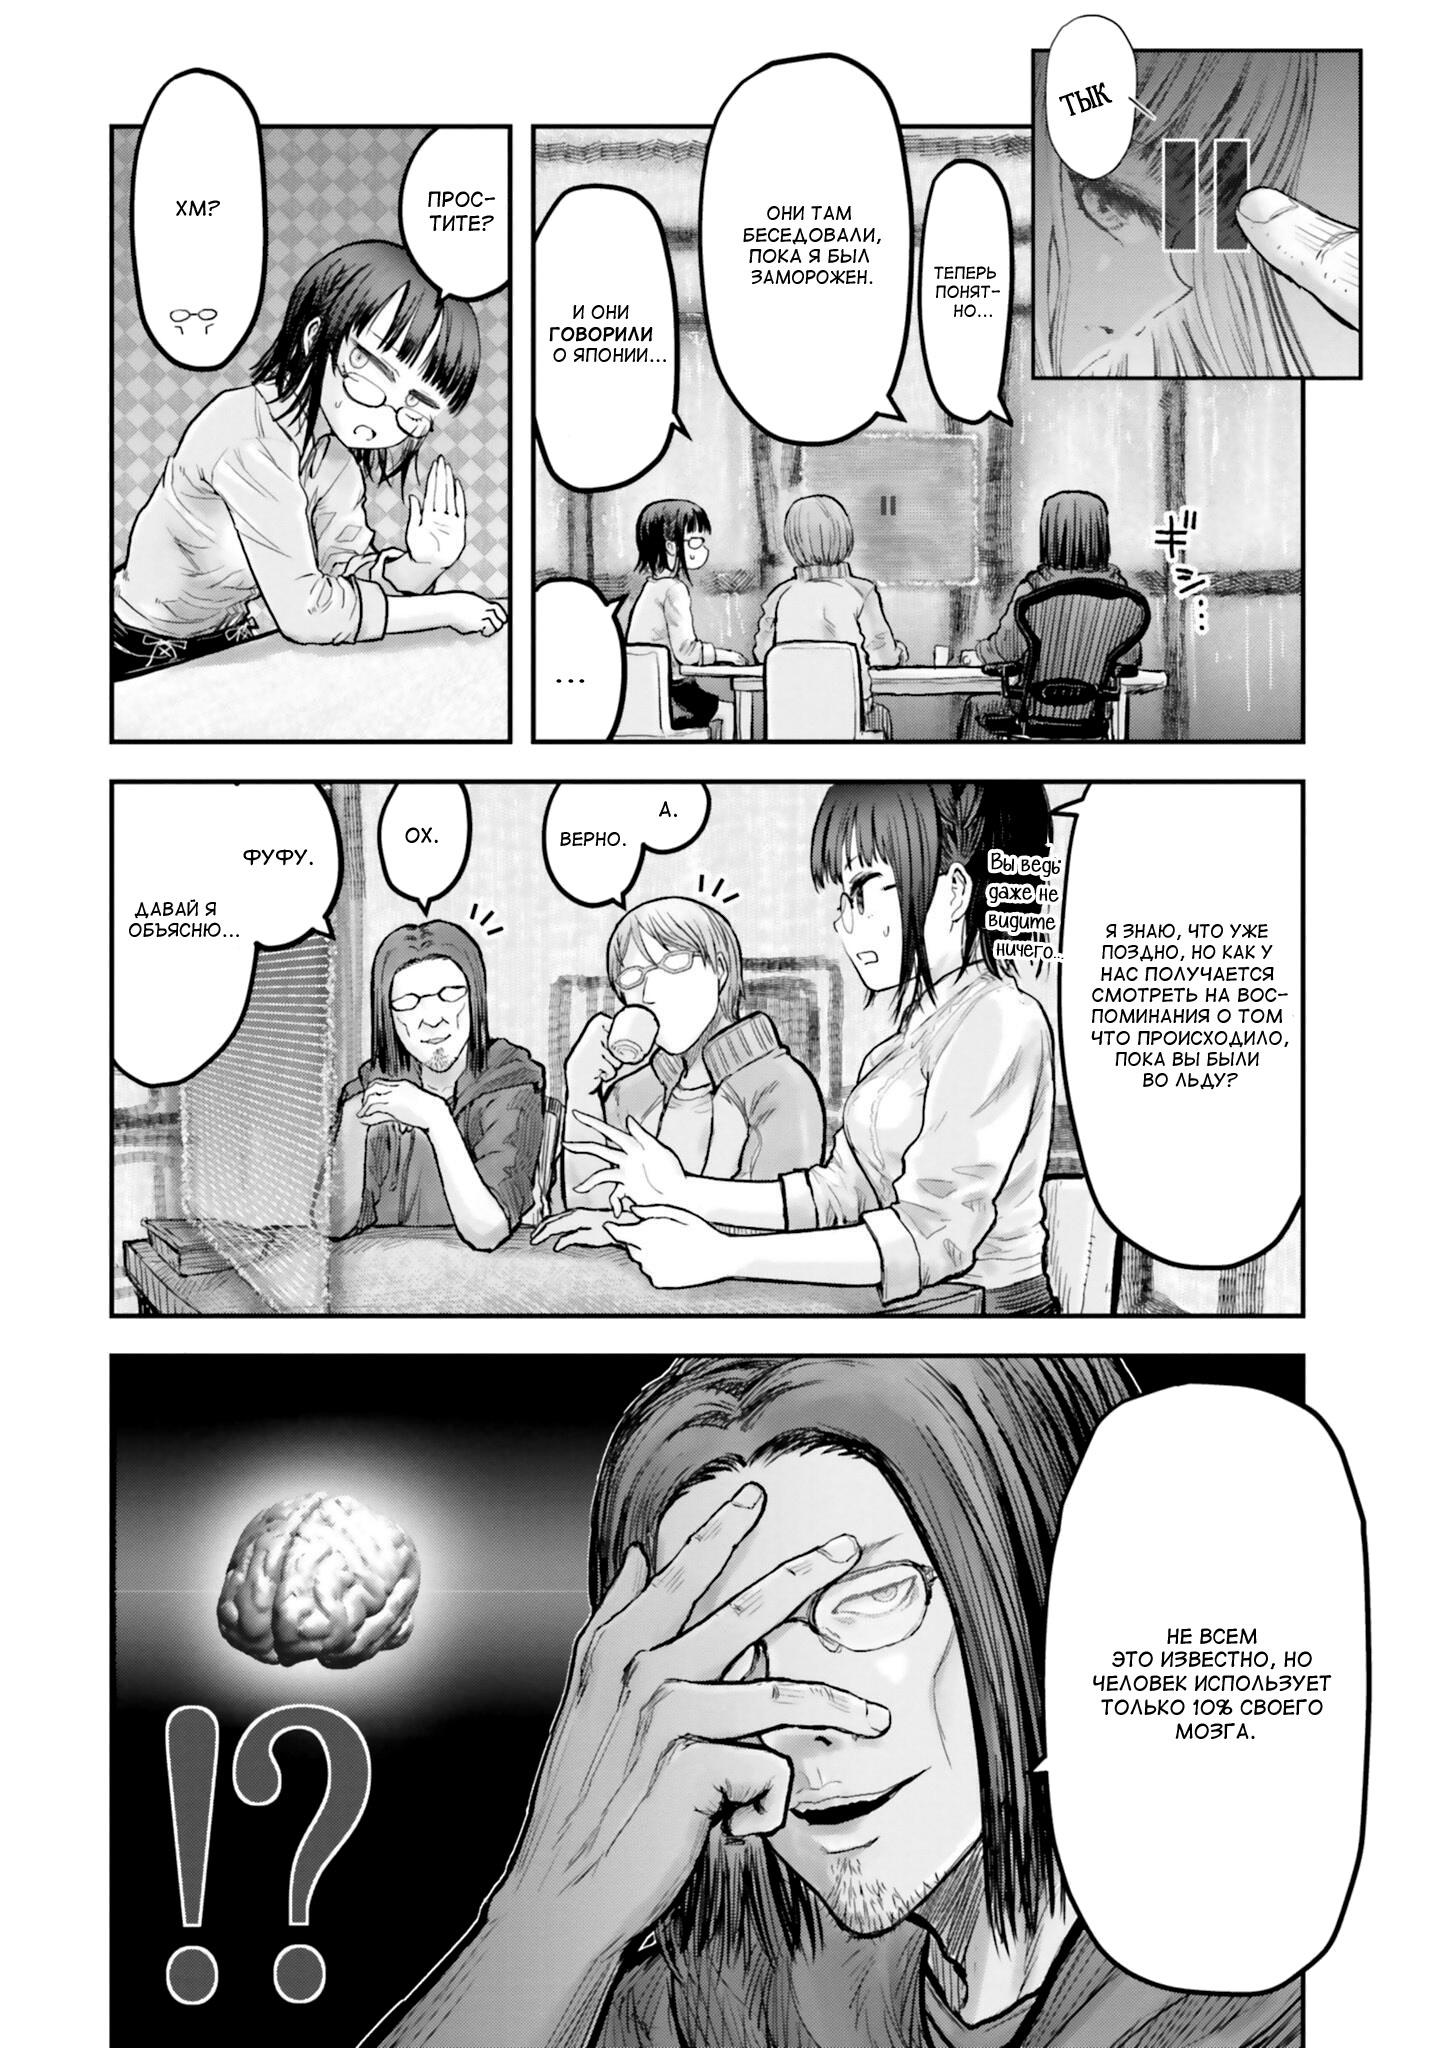 ТЫК
ТЕПЕРЬ
ПОНЯТ-
НО...
ОНИ ТАМ
БЕСЕДОВАЛИ,
ПОКА Я БЫЛ
ЗАМОРОЖЕН.
И ОНИ
ГОВОРИЛИ
О ЯПОНИИ...
ギシ...
...
ПРОС-
ТИТЕ?
ХМ?
Я ЗНАЮ, ЧТО УЖЕ
ПОЗДНО, НО КАК У
НАС ПОЛУЧАЕТСЯ
СМОТРЕТЬ НА ВОС-
ПОМИНАНИЯ О ТОМ
ЧТО ПРОИСХОДИЛО,
ПОКА ВЫ БЫЛИ
ВО ЛЬДУ?
Вы ведь
даже не
видите
ничего...
А.
ВЕРНО.
ОХ.
ФУФУ.
ДАВАЙ Я
ОБЪЯСНЮ...
НЕ ВСЕМ
ЭТО ИЗВЕСТНО, НО
ЧЕЛОВЕК ИСПОЛЬЗУЕТ
ТОЛЬКО 10% СВОЕГО
МОЗГА.
!?